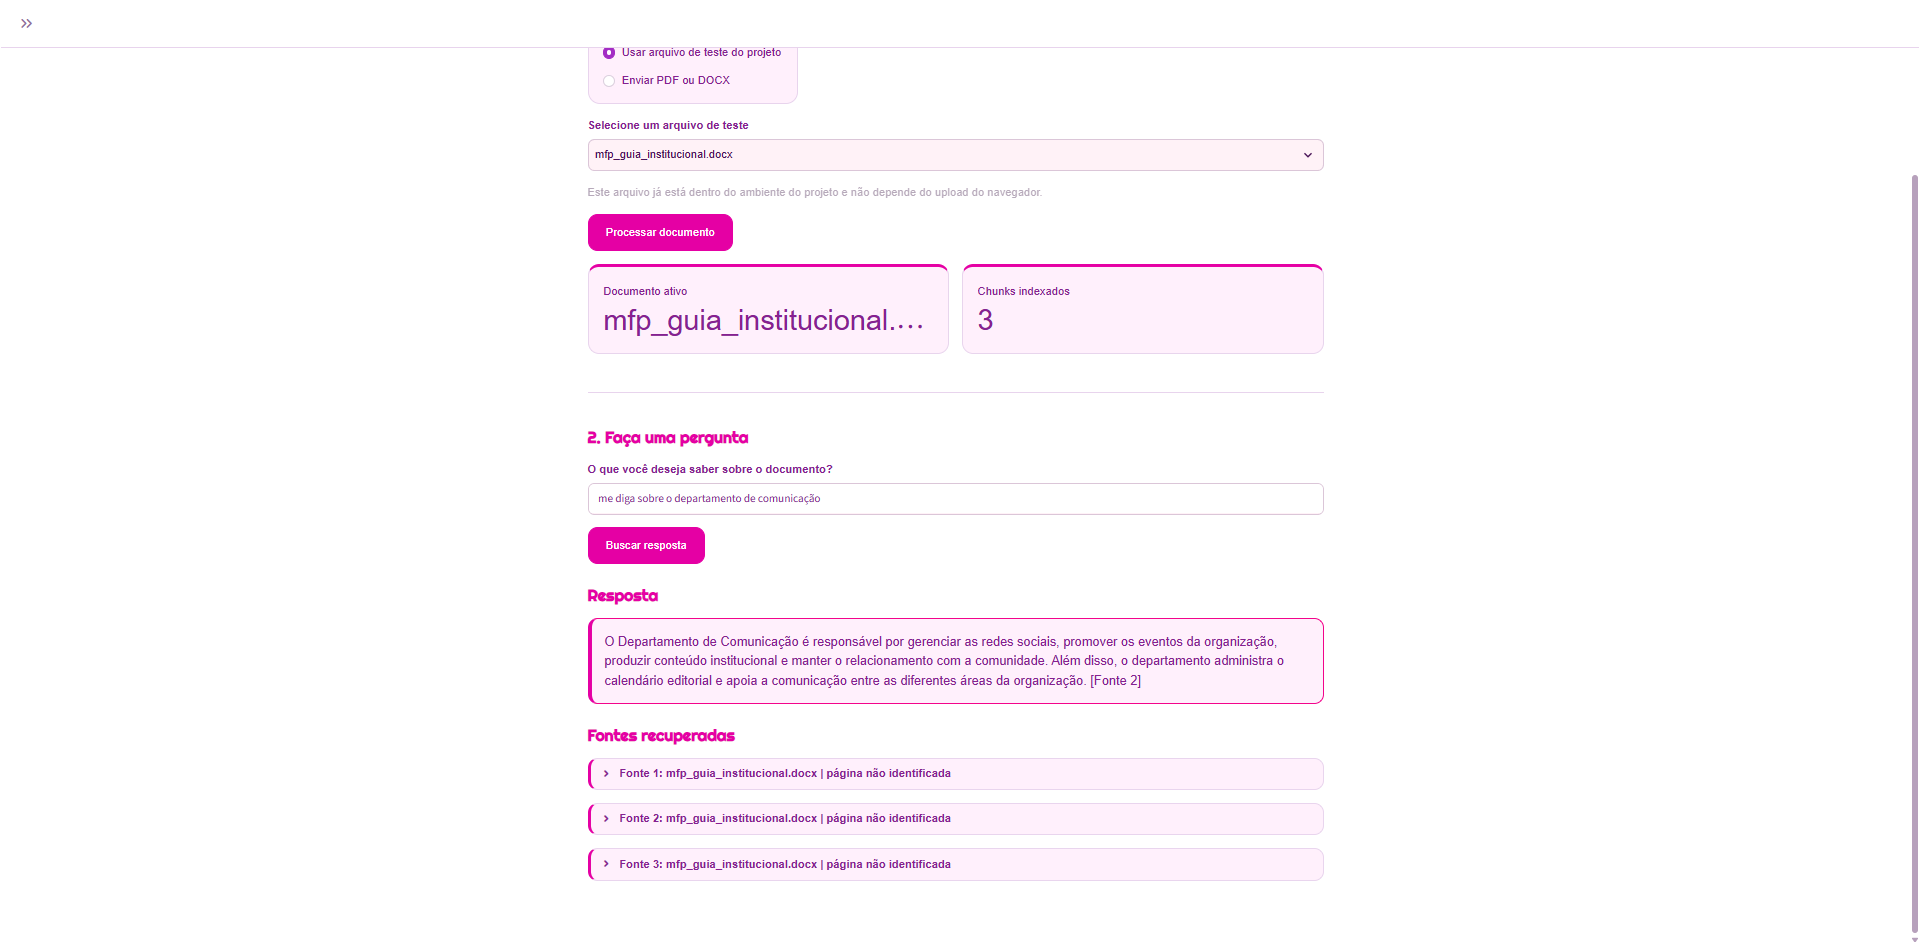 Usar arquivo de teste do projeto
Enviar PDF ou DOCX
Selecione um arquivo de teste
mfp_guia_institucional.docx
Este arquivo já está dentro do ambiente do projeto e não depende do upload do navegador.
Processar documento
Documento ativo
mfp_guia_institucional.…
Chunks indexados
3
2. Faça uma pergunta
O que você deseja saber sobre o documento?
me diga sobre o departamento de comunicação
Buscar resposta
Resposta
O Departamento de Comunicação é responsável por gerenciar as redes sociais, promover os eventos da organização,
produzir conteúdo institucional e manter o relacionamento com a comunidade. Além disso, o departamento administra o
calendário editorial e apoia a comunicação entre as diferentes áreas da organização. [Fonte 2]
Fontes recuperadas
Fonte 1: mfp_guia_institucional.docx | página não identificada
Fonte 2: mfp_guia_institucional.docx | página não identificada
Fonte 3: mfp_guia_institucional.docx | página não identificada